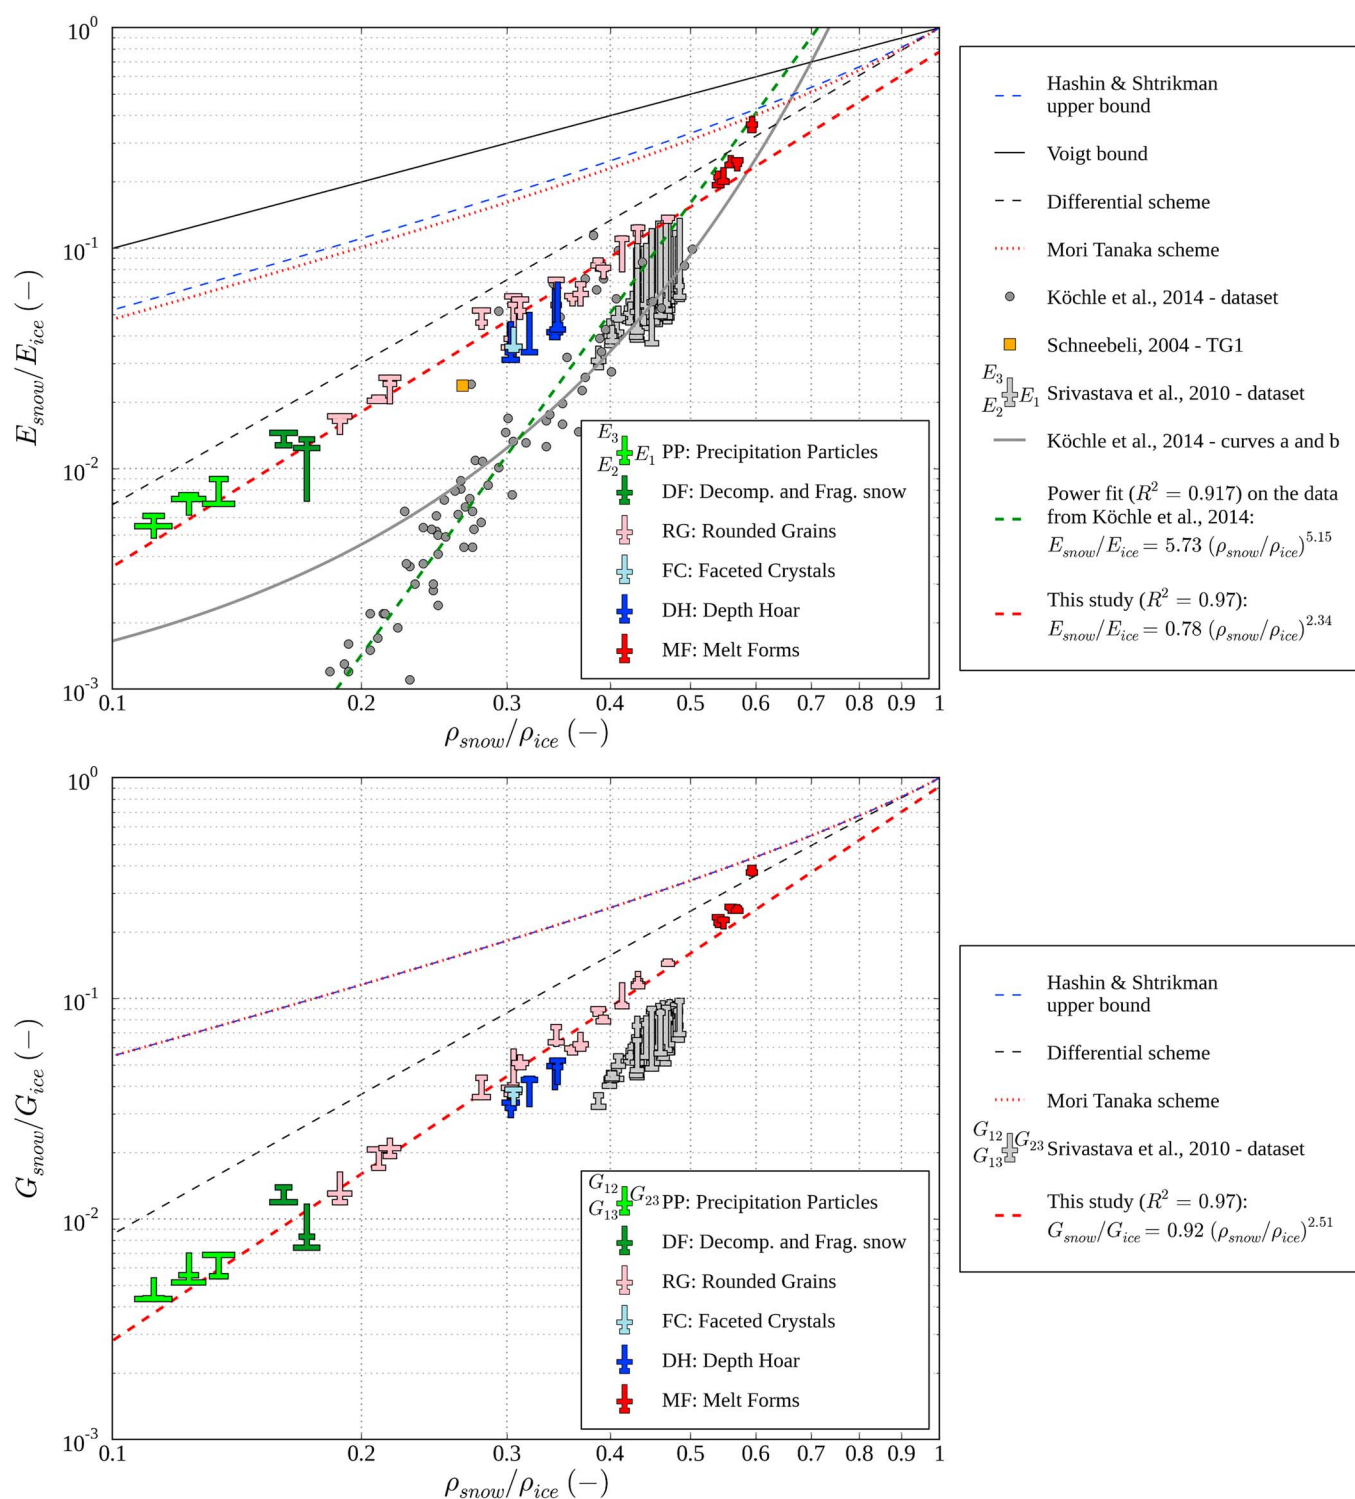 10^0
10^-1
10^-2
10^-3
E_snow/E_ice (−)
0.1 0.2 0.3 0.4 0.5 0.6 0.7 0.8 0.9 1
ρ_snow/ρ_ice (−)
E_3
E_2 E_1 PP: Precipitation Particles
DF: Decomp. and Frag. snow
RG: Rounded Grains
FC: Faceted Crystals
DH: Depth Hoar
MF: Melt Forms
Hashin & Shtrikman
upper bound
Voigt bound
Differential scheme
Mori Tanaka scheme
Köchle et al., 2014 - dataset
Schneebeli, 2004 - TG1
E_3
E_2 E_1 Srivastava et al., 2010 - dataset
Köchle et al., 2014 - curves a and b
Power fit (R^2 = 0.917) on the data
from Köchle et al., 2014:
E_snow/E_ice = 5.73 (ρ_snow/ρ_ice)^5.15
This study (R^2 = 0.97):
E_snow/E_ice = 0.78 (ρ_snow/ρ_ice)^2.34
10^0
10^-1
10^-2
10^-3
G_snow/G_ice (−)
0.1 0.2 0.3 0.4 0.5 0.6 0.7 0.8 0.9 1
ρ_snow/ρ_ice (−)
G_12
G_13 G_23 PP: Precipitation Particles
DF: Decomp. and Frag. snow
RG: Rounded Grains
FC: Faceted Crystals
DH: Depth Hoar
MF: Melt Forms
Hashin & Shtrikman
upper bound
Differential scheme
Mori Tanaka scheme
G_12
G_13 G_23 Srivastava et al., 2010 - dataset
This study (R^2 = 0.97):
G_snow/G_ice = 0.92 (ρ_snow/ρ_ice)^2.51